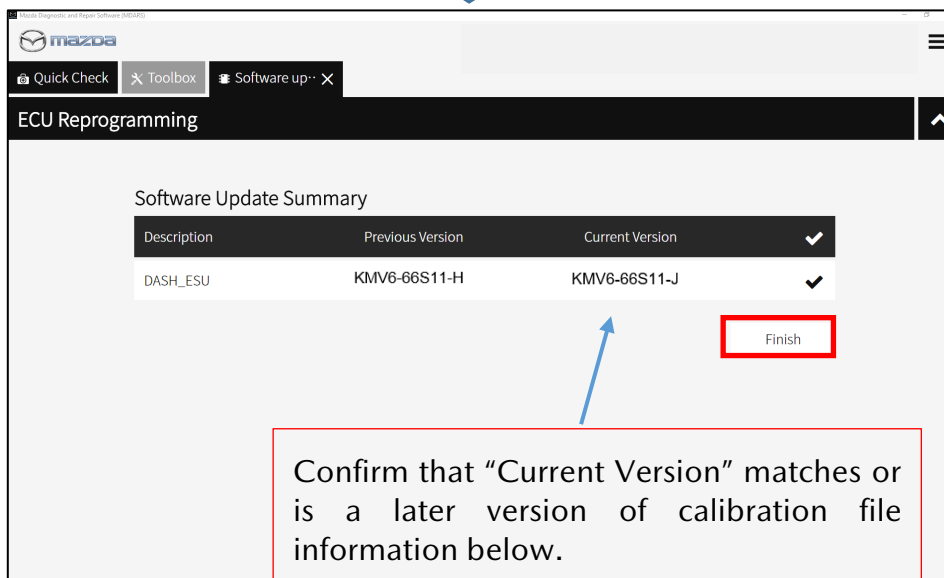 Mazda Diagnostic and Repair Software (MDARS)
mazda
Quick Check Toolbox Software up··
ECU Reprogramming
Software Update Summary
Description Previous Version Current Version
DASH_ESU KMV6-66S11-H KMV6-66S11-J
Finish
Confirm that “Current Version” matches or
is a later version of calibration file
information below.